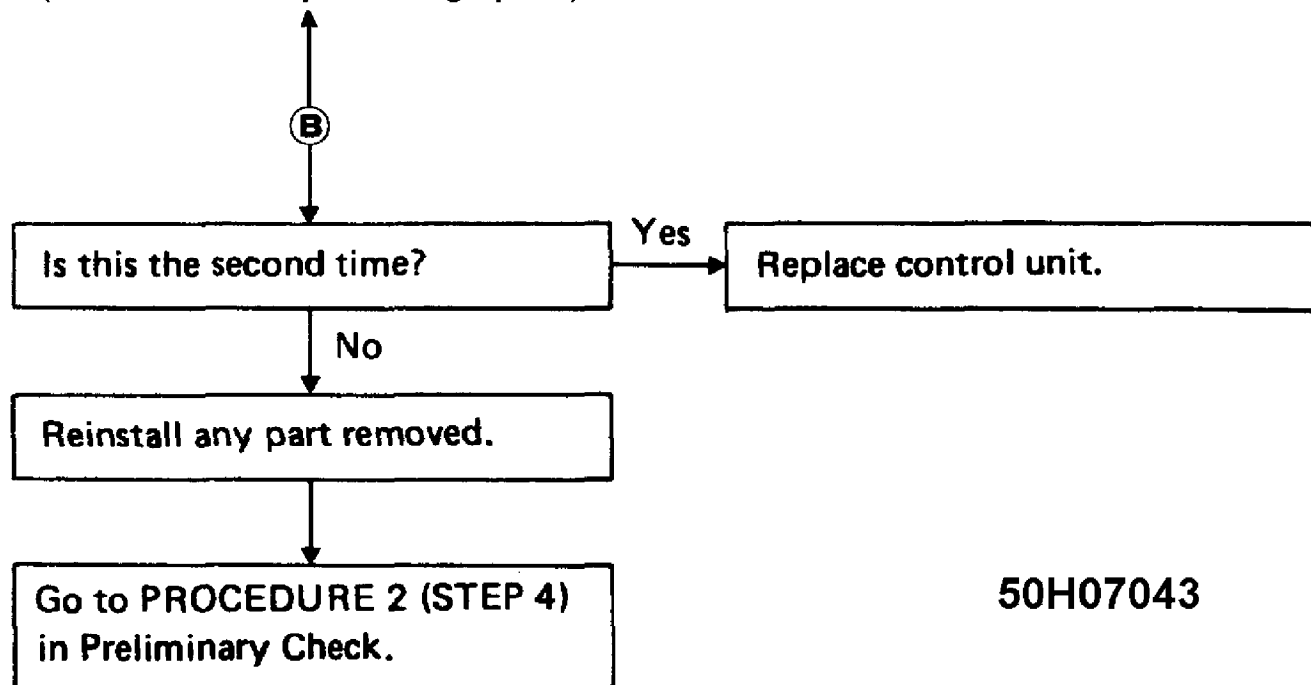 B
Is this the second time?
Yes
Replace control unit.
No
Reinstall any part removed.
Go to PROCEDURE 2 (STEP 4)
in Preliminary Check.
50H07043